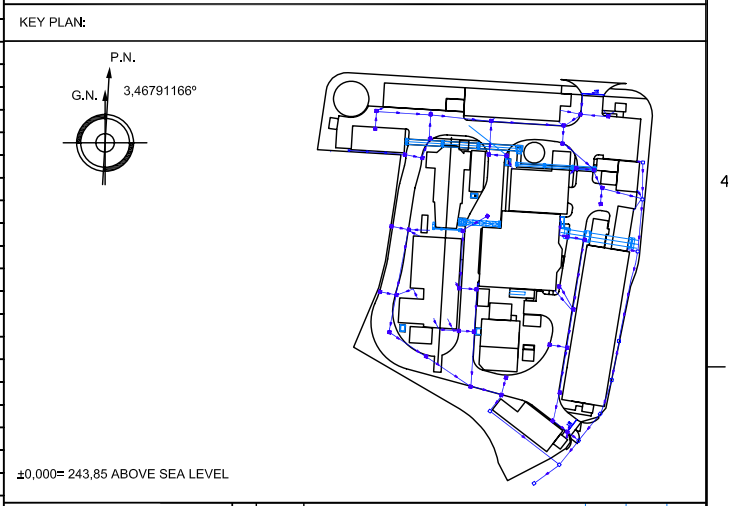 KEY PLAN:
P.N.
G.N.
3,46791166º
4
±0,000= 243,85 ABOVE SEA LEVEL